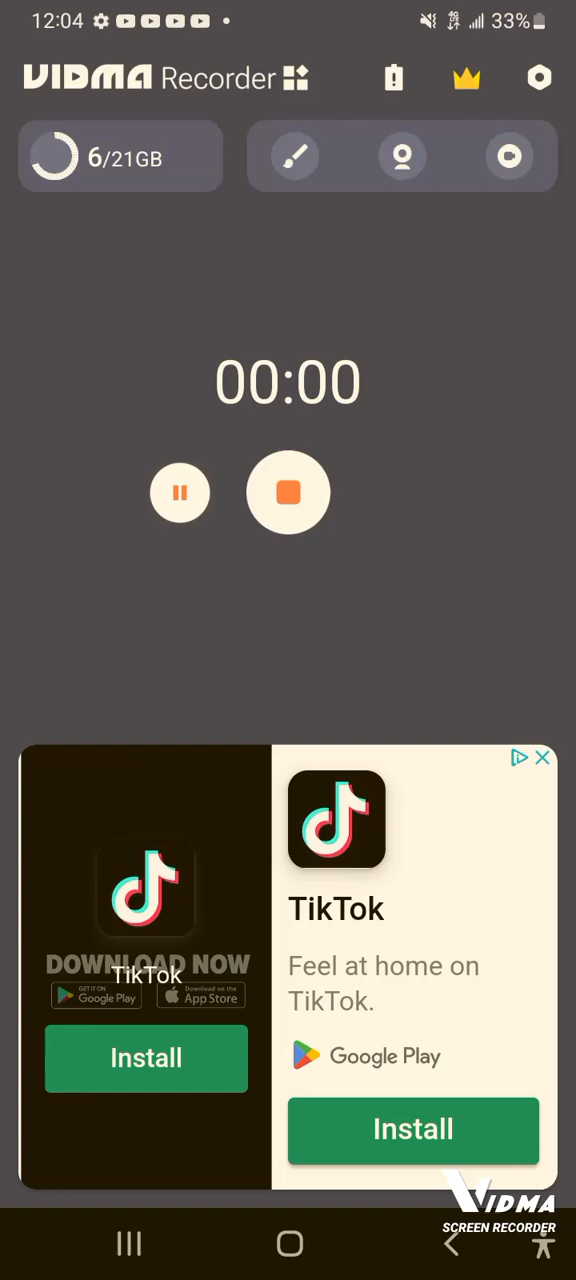 12:04
33%
VIDMA Recorder
6/21GB
00:00
DOWNLOAD NOW
TikTok
GET IT ON
Google Play
Download on the
App Store
Install
TikTok
Feel at home on
TikTok.
Google Play
Install
VIDMA
SCREEN RECORDER